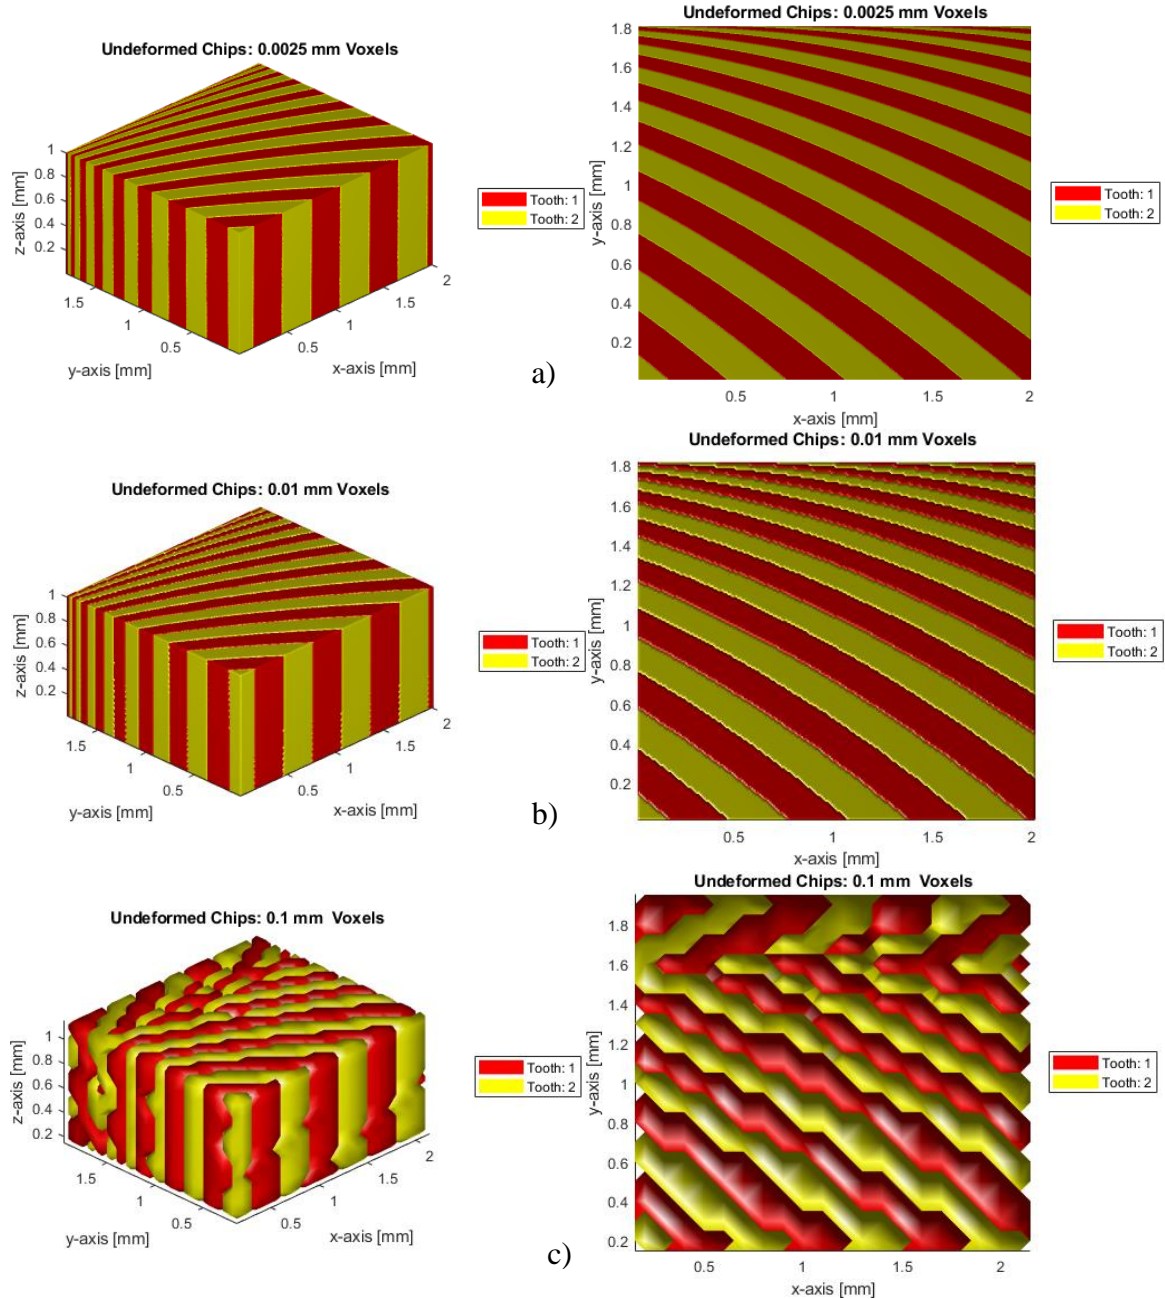 Undeformed Chips: 0.0025 mm Voxels
1
0.8
0.6
0.4
0.2
z-axis [mm]
1.5
1
0.5
y-axis [mm]
0.5
1
1.5
2
x-axis [mm]
Tooth: 1
Tooth: 2
a)
Undeformed Chips: 0.0025 mm Voxels
1.8
1.6
1.4
1.2
1
0.8
0.6
0.4
0.2
y-axis [mm]
0.5
1
1.5
2
x-axis [mm]
Tooth: 1
Tooth: 2
Undeformed Chips: 0.01 mm Voxels
1
0.8
0.6
0.4
0.2
z-axis [mm]
1.5
1
0.5
y-axis [mm]
0.5
1
1.5
2
x-axis [mm]
Tooth: 1
Tooth: 2
b)
Undeformed Chips: 0.01 mm Voxels
1.8
1.6
1.4
1.2
1
0.8
0.6
0.4
0.2
y-axis [mm]
0.5
1
1.5
2
x-axis [mm]
Tooth: 1
Tooth: 2
Undeformed Chips: 0.1 mm Voxels
1
0.8
0.6
0.4
0.2
z-axis [mm]
1.5
1
0.5
y-axis [mm]
0.5
1
1.5
2
x-axis [mm]
Tooth: 1
Tooth: 2
c)
Undeformed Chips: 0.1 mm Voxels
1.8
1.6
1.4
1.2
1
0.8
0.6
0.4
0.2
y-axis [mm]
0.5
1
1.5
2
x-axis [mm]
Tooth: 1
Tooth: 2